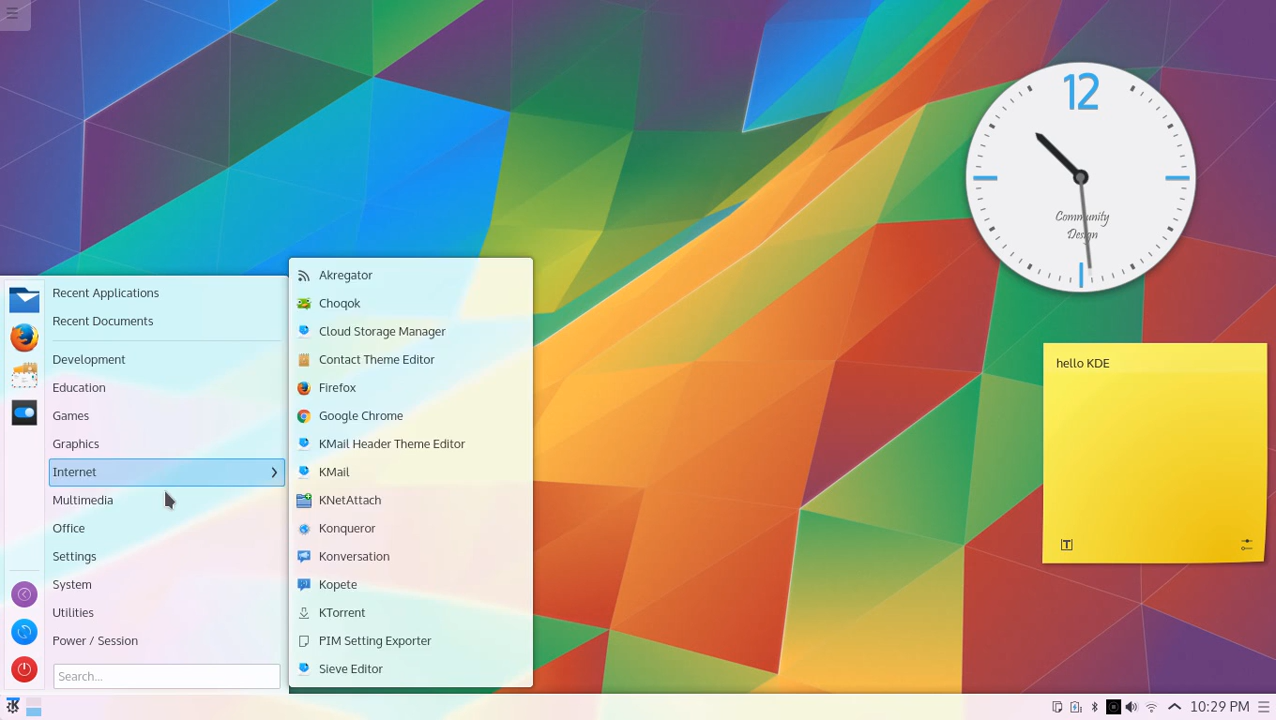 12
Community
Design
hello KDE
Recent Applications
Recent Documents
Development
Education
Games
Graphics
Internet
Multimedia
Office
Settings
System
Utilities
Power / Session
Search...
Akregator
Choqok
Cloud Storage Manager
Contact Theme Editor
Firefox
Google Chrome
KMail Header Theme Editor
KMail
KNetAttach
Konqueror
Konversation
Kopete
KTorrent
PIM Setting Exporter
Sieve Editor
10:29 PM